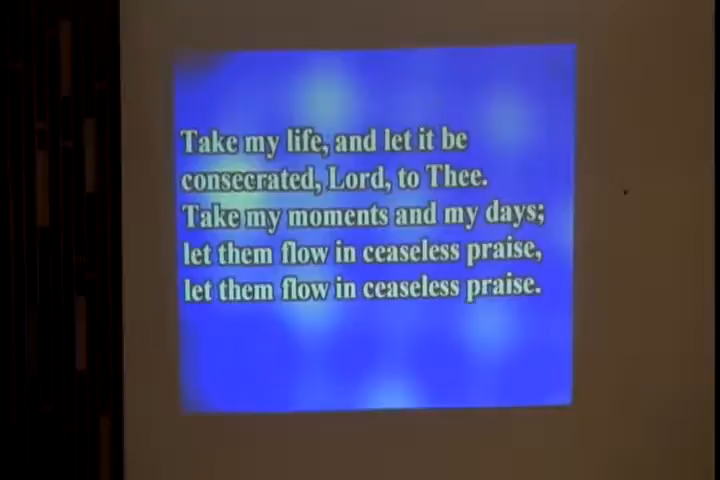 Take my life, and let it be
consecrated, Lord, to Thee.
Take my moments and my days;
let them flow in ceaseless praise,
let them flow in ceaseless praise.